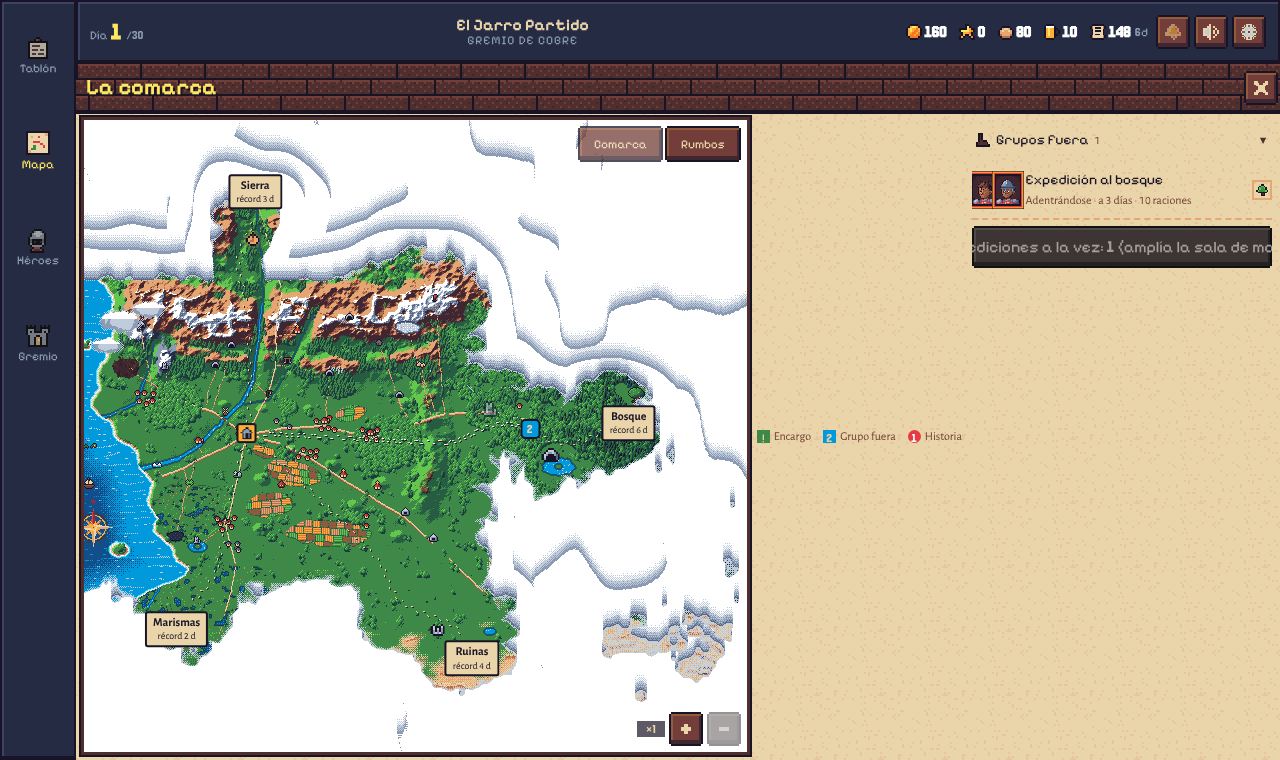 El Jarro Partido
GREMIO DE COBRE
Día 1 /30
160 0 80 10 148 6d
Tablón
Mapa
Héroes
Gremio
La comarca
Comarca
Rumbos
Sierra
récord 3 d
Bosque
récord 6 d
2
Marismas
récord 2 d
Ruinas
récord 4 d
×1
! Encargo 2 Grupo fuera 1 Historia
Grupos fuera 1
Expedición al bosque
Adentrándose · a 3 días · 10 raciones
diciones a la vez: 1 (amplía la sala de ma